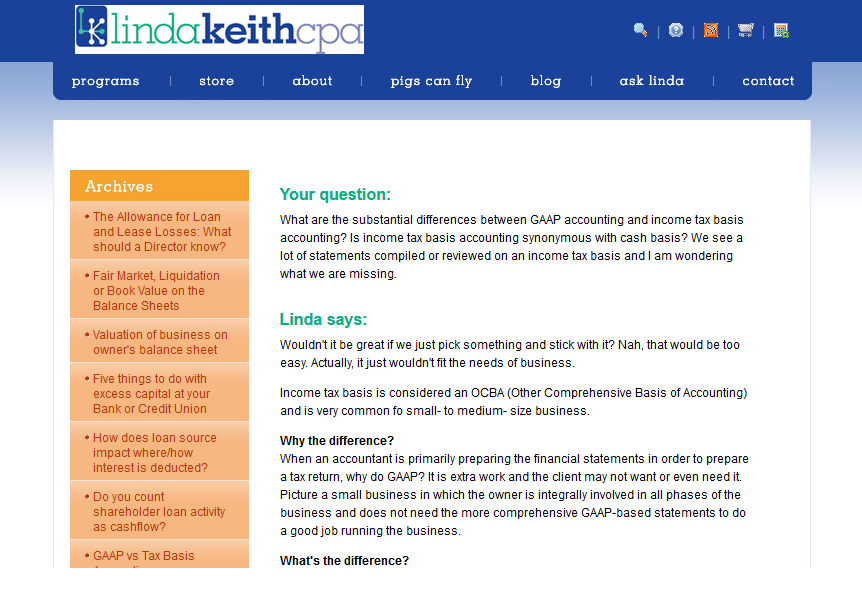 lindakeithcpa
programs | store | about | pigs can fly | blog | ask linda | contact
Archives
• The Allowance for Loan
and Lease Losses: What
should a Director know?
• Fair Market, Liquidation
or Book Value on the
Balance Sheets
• Valuation of business on
owner's balance sheet
• Five things to do with
excess capital at your
Bank or Credit Union
• How does loan source
impact where/how
interest is deducted?
• Do you count
shareholder loan activity
as cashflow?
• GAAP vs Tax Basis
Your question:
What are the substantial differences between GAAP accounting and income tax basis
accounting? Is income tax basis accounting synonymous with cash basis? We see a
lot of statements compiled or reviewed on an income tax basis and I am wondering
what we are missing.
Linda says:
Wouldn't it be great if we just pick something and stick with it? Nah, that would be too
easy. Actually, it just wouldn't fit the needs of business.
Income tax basis is considered an OCBA (Other Comprehensive Basis of Accounting)
and is very common fo small- to medium- size business.
Why the difference?
When an accountant is primarily preparing the financial statements in order to prepare
a tax return, why do GAAP? It is extra work and the client may not want or even need it.
Picture a small business in which the owner is integrally involved in all phases of the
business and does not need the more comprehensive GAAP-based statements to do
a good job running the business.
What's the difference?